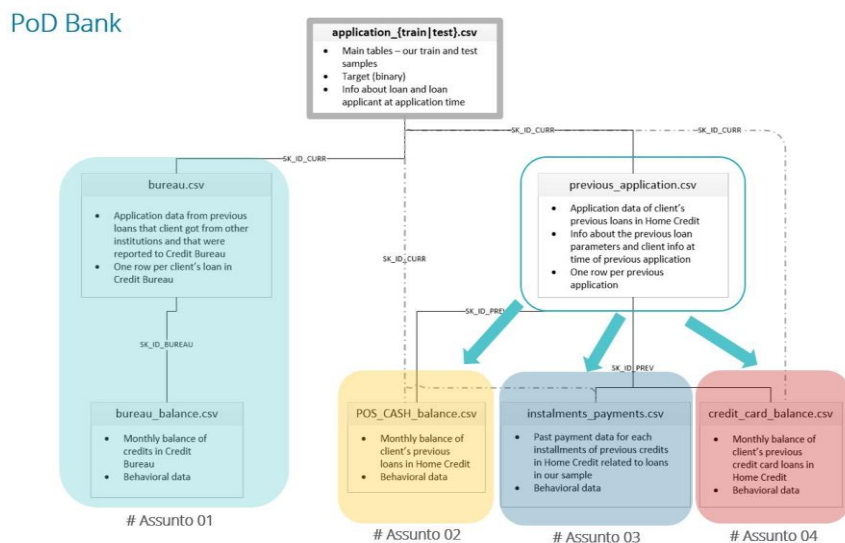 PoD Bank
application_{train|test}.csv
• Main tables – our train and test
samples
• Target (binary)
• Info about loan and loan
applicant at application time
SK_ID_CURR
SK_ID_CURR
SK_ID_CURR
bureau.csv
• Application data from previous
loans that client got from other
institutions and that were
reported to Credit Bureau
• One row per client's loan in
Credit Bureau
previous_application.csv
• Application data of client's
previous loans in Home Credit
• Info about the previous loan
parameters and client info at
time of previous application
• One row per previous
application
SK_ID_CURR
SK_ID_PREV
SK_ID_BUREAU
SK_ID_PREV
bureau_balance.csv
• Monthly balance of
credits in Credit
Bureau
• Behavioral data
POS_CASH_balance.csv
• Monthly balance of
client's previous
loans in Home Credit
• Behavioral data
instalments_payments.csv
• Past payment data for each
installments of previous credits
in Home Credit related to loans
in our sample
• Behavioral data
credit_card_balance.csv
• Monthly balance of
client's previous
credit card loans in
Home Credit
• Behavioral data
# Assunto 01
# Assunto 02
# Assunto 03
# Assunto 04